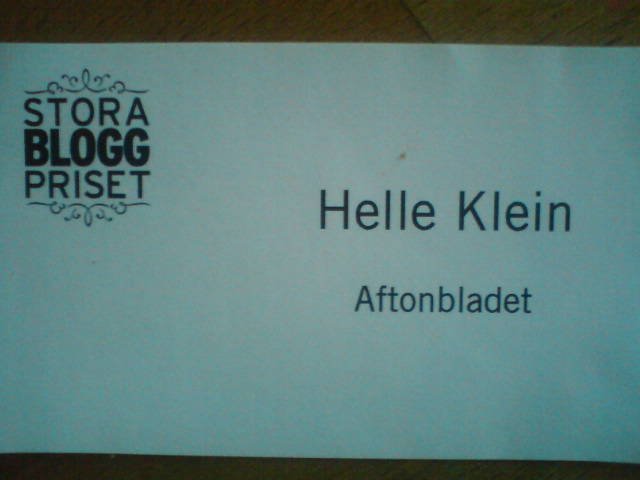 STORA
BLOGG
PRISET
Helle Klein
Aftonbladet